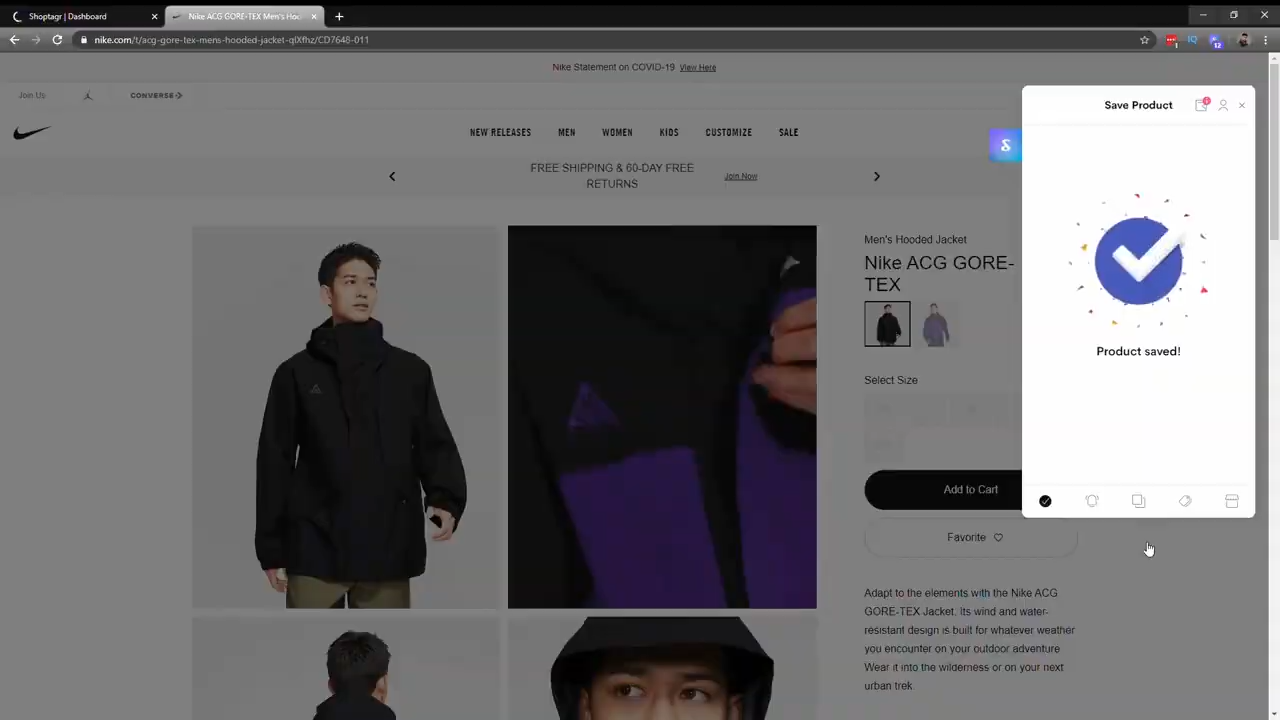 Shoptagr | Dashboard
Nike ACG GORE-TEX Men's Hoo
nike.com/t/acg-gore-tex-mens-hooded-jacket-qlXfhz/CD7648-011
IQ
12
Nike Statement on COVID-19 View Here
Join Us
CONVERSE
Save Product
NEW RELEASES MEN WOMEN KIDS CUSTOMIZE SALE
FREE SHIPPING & 60-DAY FREE
RETURNS
Join Now
Men's Hooded Jacket
Nike ACG GORE-
TEX
Product saved!
Select Size
Add to Cart
Favorite
Adapt to the elements with the Nike ACG
GORE-TEX Jacket. Its wind and water-
resistant design is built for whatever weather
you encounter on your outdoor adventure
Wear it into the wilderness or on your next
urban trek.